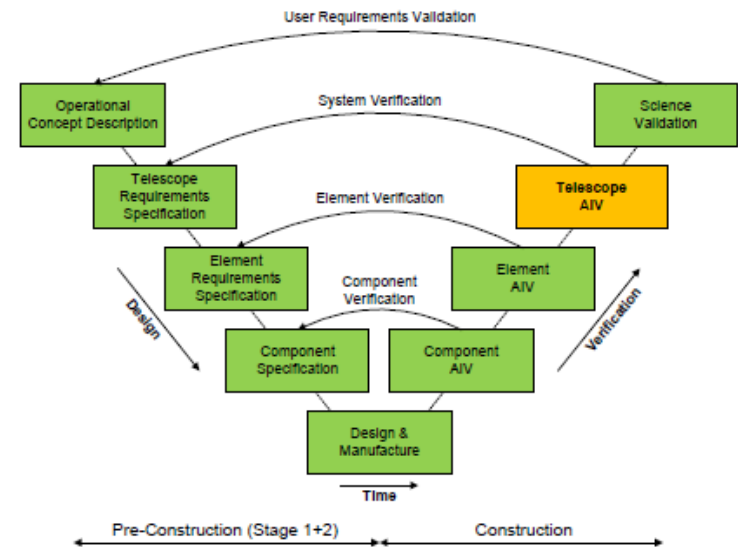 User Requirements Validation
Operational
Concept Description
System Verification
Science
Validation
Telescope
Requirements
Specification
Telescope
AIV
Element Verification
Element
Requirements
Specification
Element
AIV
Component
Verification
Design
Verification
Component
Specification
Component
AIV
Design &
Manufacture
Time
Pre-Construction (Stage 1+2)
Construction